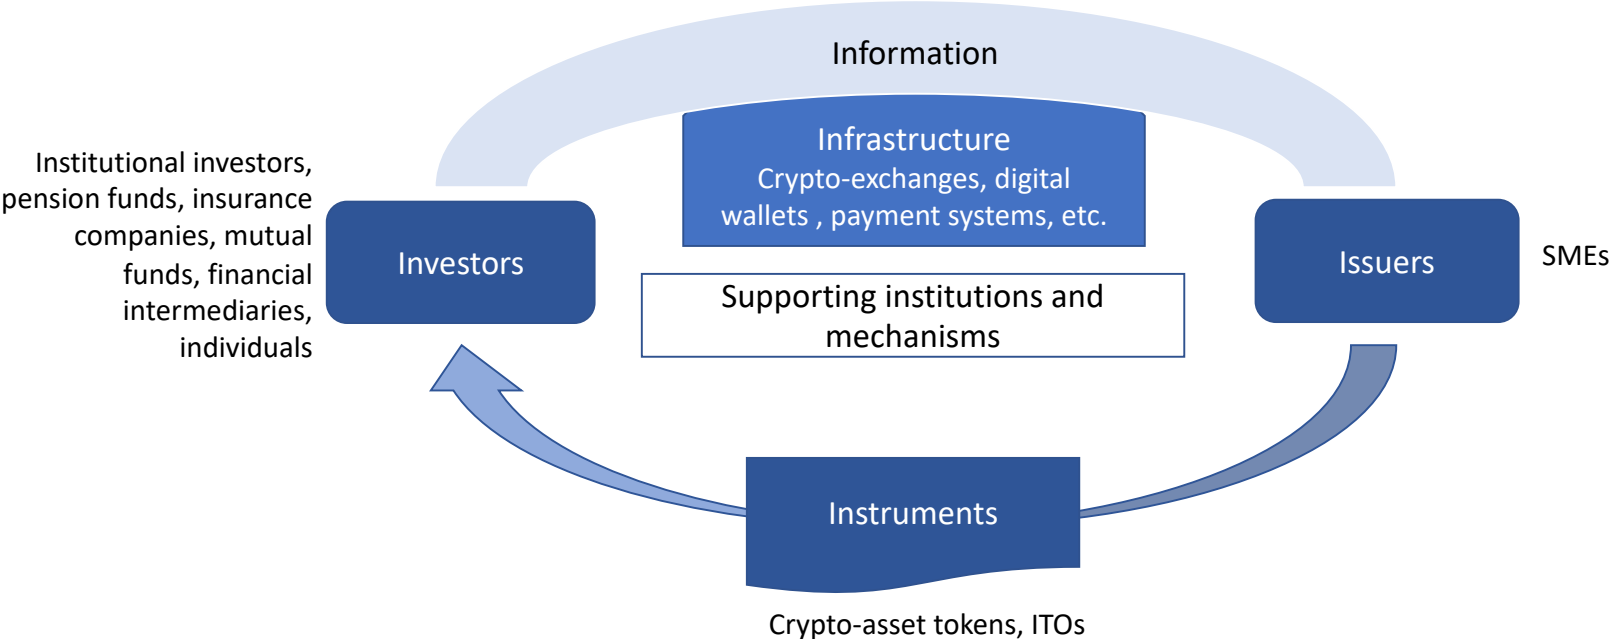 Information
Infrastructure
Crypto-exchanges, digital
wallets , payment systems, etc.
Institutional investors,
pension funds, insurance
companies, mutual
funds, financial
intermediaries,
individuals
Investors
Supporting institutions and
mechanisms
Issuers
SMEs
Instruments
Crypto-asset tokens, ITOs